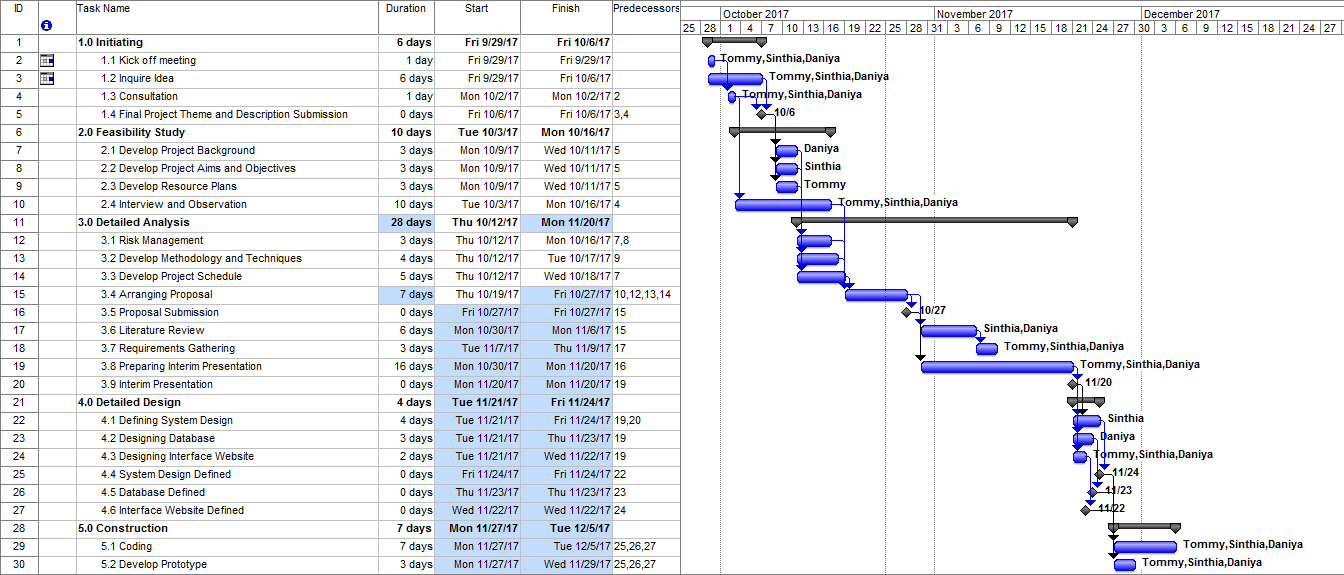 ID Task Name Duration Start Finish Predecessors
October 2017 November 2017 December 2017
25 28 1 4 7 10 13 16 19 22 25 28 31 3 6 9 12 15 18 21 24 27 30 3 6 9 12 15 18 21 24 27
1 1.0 Initiating 6 days Fri 9/29/17 Fri 10/6/17
2 1.1 Kick off meeting 1 day Fri 9/29/17 Fri 9/29/17 Tommy,Sinthia,Daniya
3 1.2 Inquire Idea 6 days Fri 9/29/17 Fri 10/6/17 Tommy,Sinthia,Daniya
4 1.3 Consultation 1 day Mon 10/2/17 Mon 10/2/17 2 Tommy,Sinthia,Daniya
5 1.4 Final Project Theme and Description Submission 0 days Fri 10/6/17 Fri 10/6/17 3,4 10/6
6 2.0 Feasibility Study 10 days Tue 10/3/17 Mon 10/16/17
7 2.1 Develop Project Background 3 days Mon 10/9/17 Wed 10/11/17 5 Daniya
8 2.2 Develop Project Aims and Objectives 3 days Mon 10/9/17 Wed 10/11/17 5 Sinthia
9 2.3 Develop Resource Plans 3 days Mon 10/9/17 Wed 10/11/17 5 Tommy
10 2.4 Interview and Observation 10 days Tue 10/3/17 Mon 10/16/17 4 Tommy,Sinthia,Daniya
11 3.0 Detailed Analysis 28 days Thu 10/12/17 Mon 11/20/17
12 3.1 Risk Management 3 days Thu 10/12/17 Mon 10/16/17 7,8
13 3.2 Develop Methodology and Techniques 4 days Thu 10/12/17 Tue 10/17/17 9
14 3.3 Develop Project Schedule 5 days Thu 10/12/17 Wed 10/18/17 7
15 3.4 Arranging Proposal 7 days Thu 10/19/17 Fri 10/27/17 10,12,13,14
16 3.5 Proposal Submission 0 days Fri 10/27/17 Fri 10/27/17 15 10/27
17 3.6 Literature Review 6 days Mon 10/30/17 Mon 11/6/17 15 Sinthia,Daniya
18 3.7 Requirements Gathering 3 days Tue 11/7/17 Thu 11/9/17 17 Tommy,Sinthia,Daniya
19 3.8 Preparing Interim Presentation 16 days Mon 10/30/17 Mon 11/20/17 16 Tommy,Sinthia,Daniya
20 3.9 Interim Presentation 0 days Mon 11/20/17 Mon 11/20/17 19 11/20
21 4.0 Detailed Design 4 days Tue 11/21/17 Fri 11/24/17
22 4.1 Defining System Design 4 days Tue 11/21/17 Fri 11/24/17 19,20 Sinthia
23 4.2 Designing Database 3 days Tue 11/21/17 Thu 11/23/17 19 Daniya
24 4.3 Designing Interface Website 2 days Tue 11/21/17 Wed 11/22/17 19 Tommy,Sinthia,Daniya
25 4.4 System Design Defined 0 days Fri 11/24/17 Fri 11/24/17 22 11/24
26 4.5 Database Defined 0 days Thu 11/23/17 Thu 11/23/17 23 11/23
27 4.6 Interface Website Defined 0 days Wed 11/22/17 Wed 11/22/17 24 11/22
28 5.0 Construction 7 days Mon 11/27/17 Tue 12/5/17
29 5.1 Coding 7 days Mon 11/27/17 Tue 12/5/17 25,26,27 Tommy,Sinthia,Daniya
30 5.2 Develop Prototype 3 days Mon 11/27/17 Wed 11/29/17 25,26,27 Tommy,Sinthia,Daniya